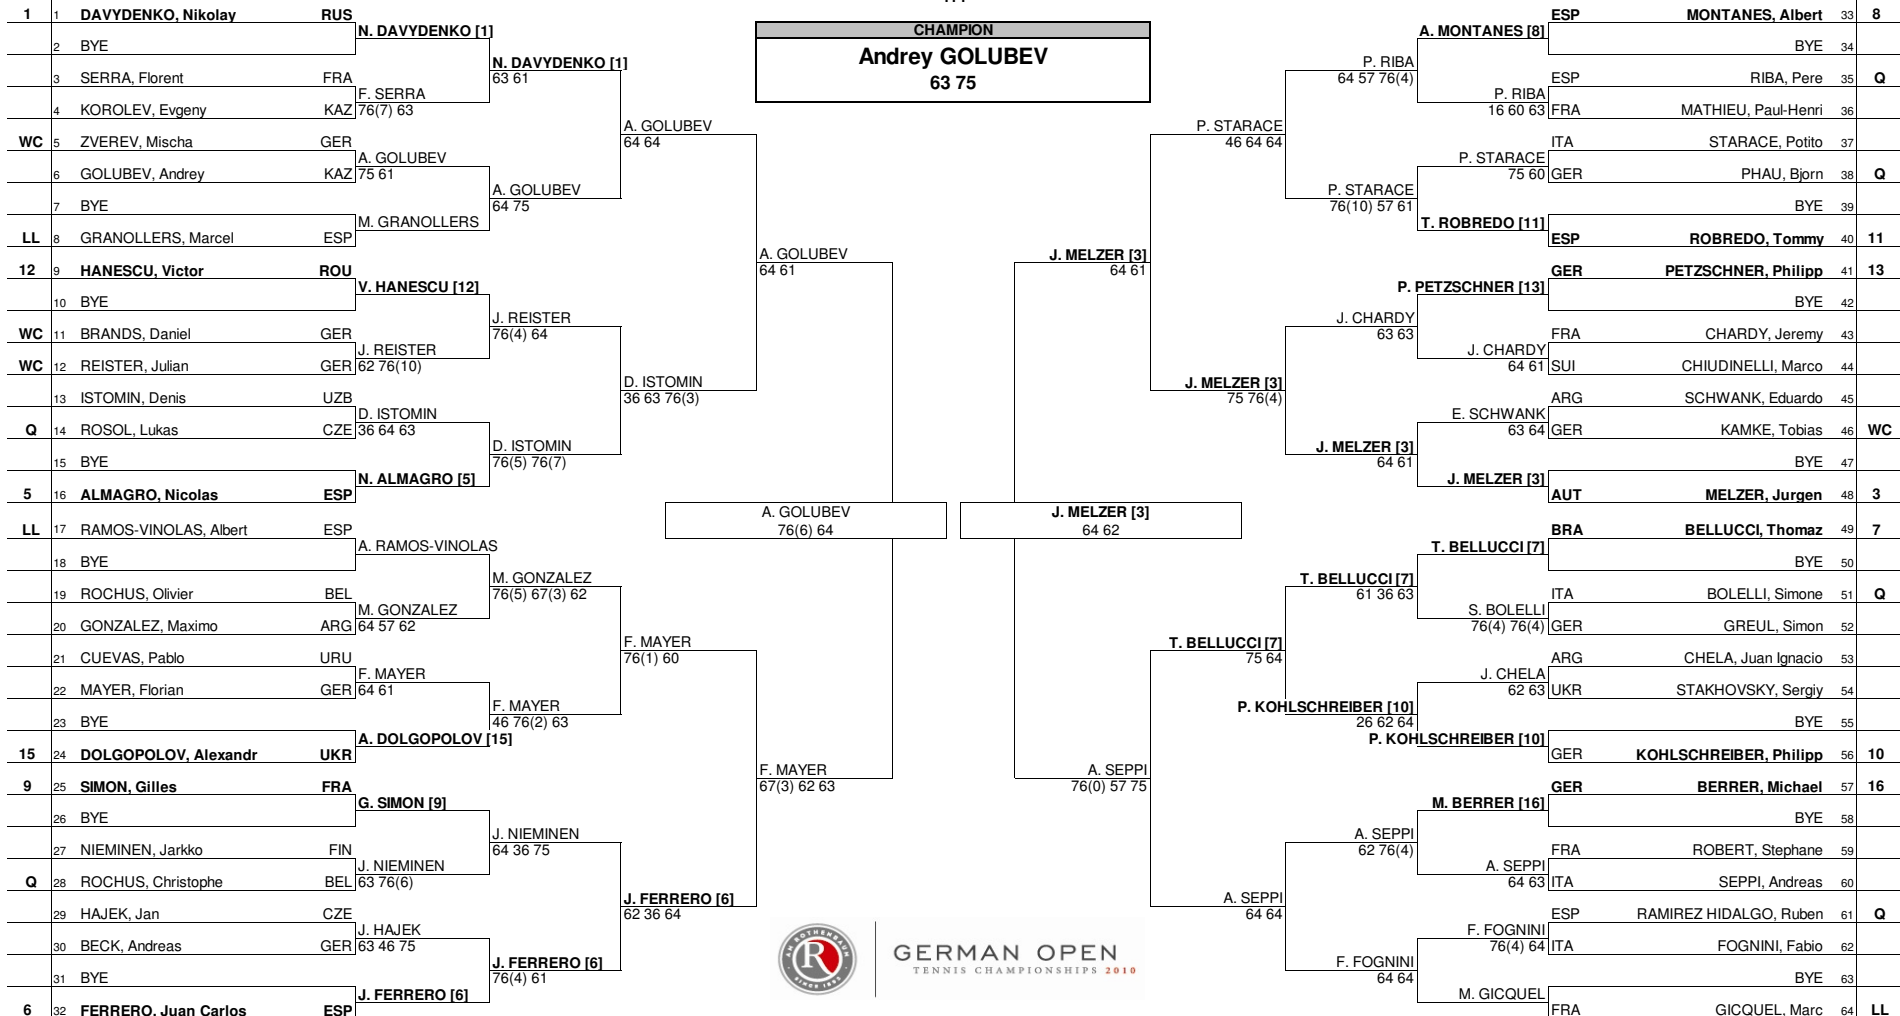 CHAMPION
Andrey GOLUBEV
63 75
1 1 DAVYDENKO, Nikolay RUS
2 BYE
3 SERRA, Florent FRA
4 KOROLEV, Evgeny KAZ
WC 5 ZVEREV, Mischa GER
6 GOLUBEV, Andrey KAZ
7 BYE
LL 8 GRANOLLERS, Marcel ESP
12 9 HANESCU, Victor ROU
10 BYE
WC 11 BRANDS, Daniel GER
WC 12 REISTER, Julian GER
13 ISTOMIN, Denis UZB
Q 14 ROSOL, Lukas CZE
15 BYE
5 16 ALMAGRO, Nicolas ESP
LL 17 RAMOS-VINOLAS, Albert ESP
18 BYE
19 ROCHUS, Olivier BEL
20 GONZALEZ, Maximo ARG
21 CUEVAS, Pablo URU
22 MAYER, Florian GER
23 BYE
15 24 DOLGOPOLOV, Alexandr UKR
9 25 SIMON, Gilles FRA
26 BYE
27 NIEMINEN, Jarkko FIN
Q 28 ROCHUS, Christophe BEL
29 HAJEK, Jan CZE
30 BECK, Andreas GER
31 BYE
6 32 FERRERO, Juan Carlos ESP
N. DAVYDENKO [1]
F. SERRA
76(7) 63
A. GOLUBEV
75 61
M. GRANOLLERS
V. HANESCU [12]
J. REISTER
62 76(10)
D. ISTOMIN
36 64 63
N. ALMAGRO [5]
A. RAMOS-VINOLAS
M. GONZALEZ
64 57 62
F. MAYER
64 61
A. DOLGOPOLOV [15]
G. SIMON [9]
J. NIEMINEN
63 76(6)
J. HAJEK
63 46 75
J. FERRERO [6]
N. DAVYDENKO [1]
63 61
A. GOLUBEV
64 75
J. REISTER
76(4) 64
D. ISTOMIN
76(5) 76(7)
M. GONZALEZ
76(5) 67(3) 62
F. MAYER
46 76(2) 63
J. NIEMINEN
64 36 75
J. FERRERO [6]
76(4) 61
A. GOLUBEV
64 64
D. ISTOMIN
36 63 76(3)
F. MAYER
76(1) 60
J. FERRERO [6]
62 36 64
A. GOLUBEV
64 61
F. MAYER
67(3) 62 63
A. GOLUBEV
76(6) 64
J. MELZER [3]
64 62
J. MELZER [3]
64 61
A. SEPPI
76(0) 57 75
P. STARACE
46 64 64
J. MELZER [3]
75 76(4)
T. BELLUCCI [7]
75 64
A. SEPPI
64 64
P. RIBA
64 57 76(4)
P. STARACE
76(10) 57 61
J. CHARDY
63 63
J. MELZER [3]
64 61
T. BELLUCCI [7]
61 36 63
P. KOHLSCHREIBER [10]
26 62 64
A. SEPPI
62 76(4)
F. FOGNINI
64 64
A. MONTANES [8]
P. RIBA
16 60 63
P. STARACE
75 60
T. ROBREDO [11]
P. PETZSCHNER [13]
J. CHARDY
64 61
E. SCHWANK
63 64
J. MELZER [3]
T. BELLUCCI [7]
S. BOLELLI
76(4) 76(4)
J. CHELA
62 63
P. KOHLSCHREIBER [10]
M. BERRER [16]
A. SEPPI
64 63
F. FOGNINI
76(4) 64
M. GICQUEL
ESP MONTANES, Albert 33 8
BYE 34
ESP RIBA, Pere 35 Q
FRA MATHIEU, Paul-Henri 36
ITA STARACE, Potito 37
GER PHAU, Bjorn 38 Q
BYE 39
ESP ROBREDO, Tommy 40 11
GER PETZSCHNER, Philipp 41 13
BYE 42
FRA CHARDY, Jeremy 43
SUI CHIUDINELLI, Marco 44
ARG SCHWANK, Eduardo 45
GER KAMKE, Tobias 46 WC
BYE 47
AUT MELZER, Jurgen 48 3
BRA BELLUCCI, Thomaz 49 7
BYE 50
ITA BOLELLI, Simone 51 Q
GER GREUL, Simon 52
ARG CHELA, Juan Ignacio 53
UKR STAKHOVSKY, Sergiy 54
BYE 55
GER KOHLSCHREIBER, Philipp 56 10
GER BERRER, Michael 57 16
BYE 58
FRA ROBERT, Stephane 59
ITA SEPPI, Andreas 60
ESP RAMIREZ HIDALGO, Ruben 61 Q
ITA FOGNINI, Fabio 62
BYE 63
FRA GICQUEL, Marc 64 LL
AM ROTHENBAUM
R
SINCE 1892
GERMAN OPEN
TENNIS CHAMPIONSHIPS 2010